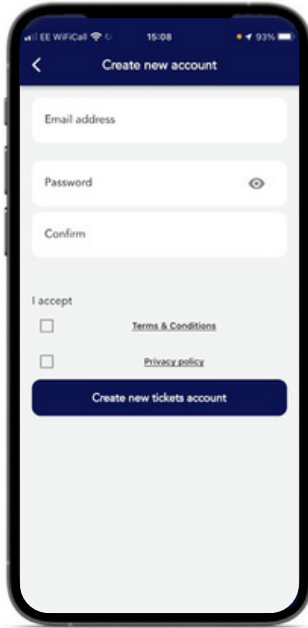 EE WiFiCall 15:08 93%
Create new account
Email address
Password
Confirm
I accept
Terms & Conditions
Privacy policy
Create new tickets account